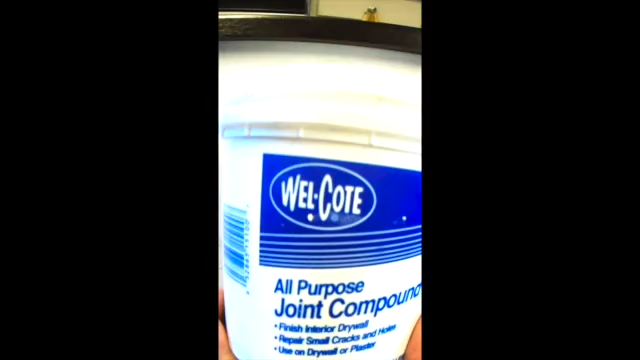 WEL-COTE
All Purpose
Joint Compound
• Finish Interior Drywall
• Repair Small Cracks and Holes
• Use on Drywall or Plaster